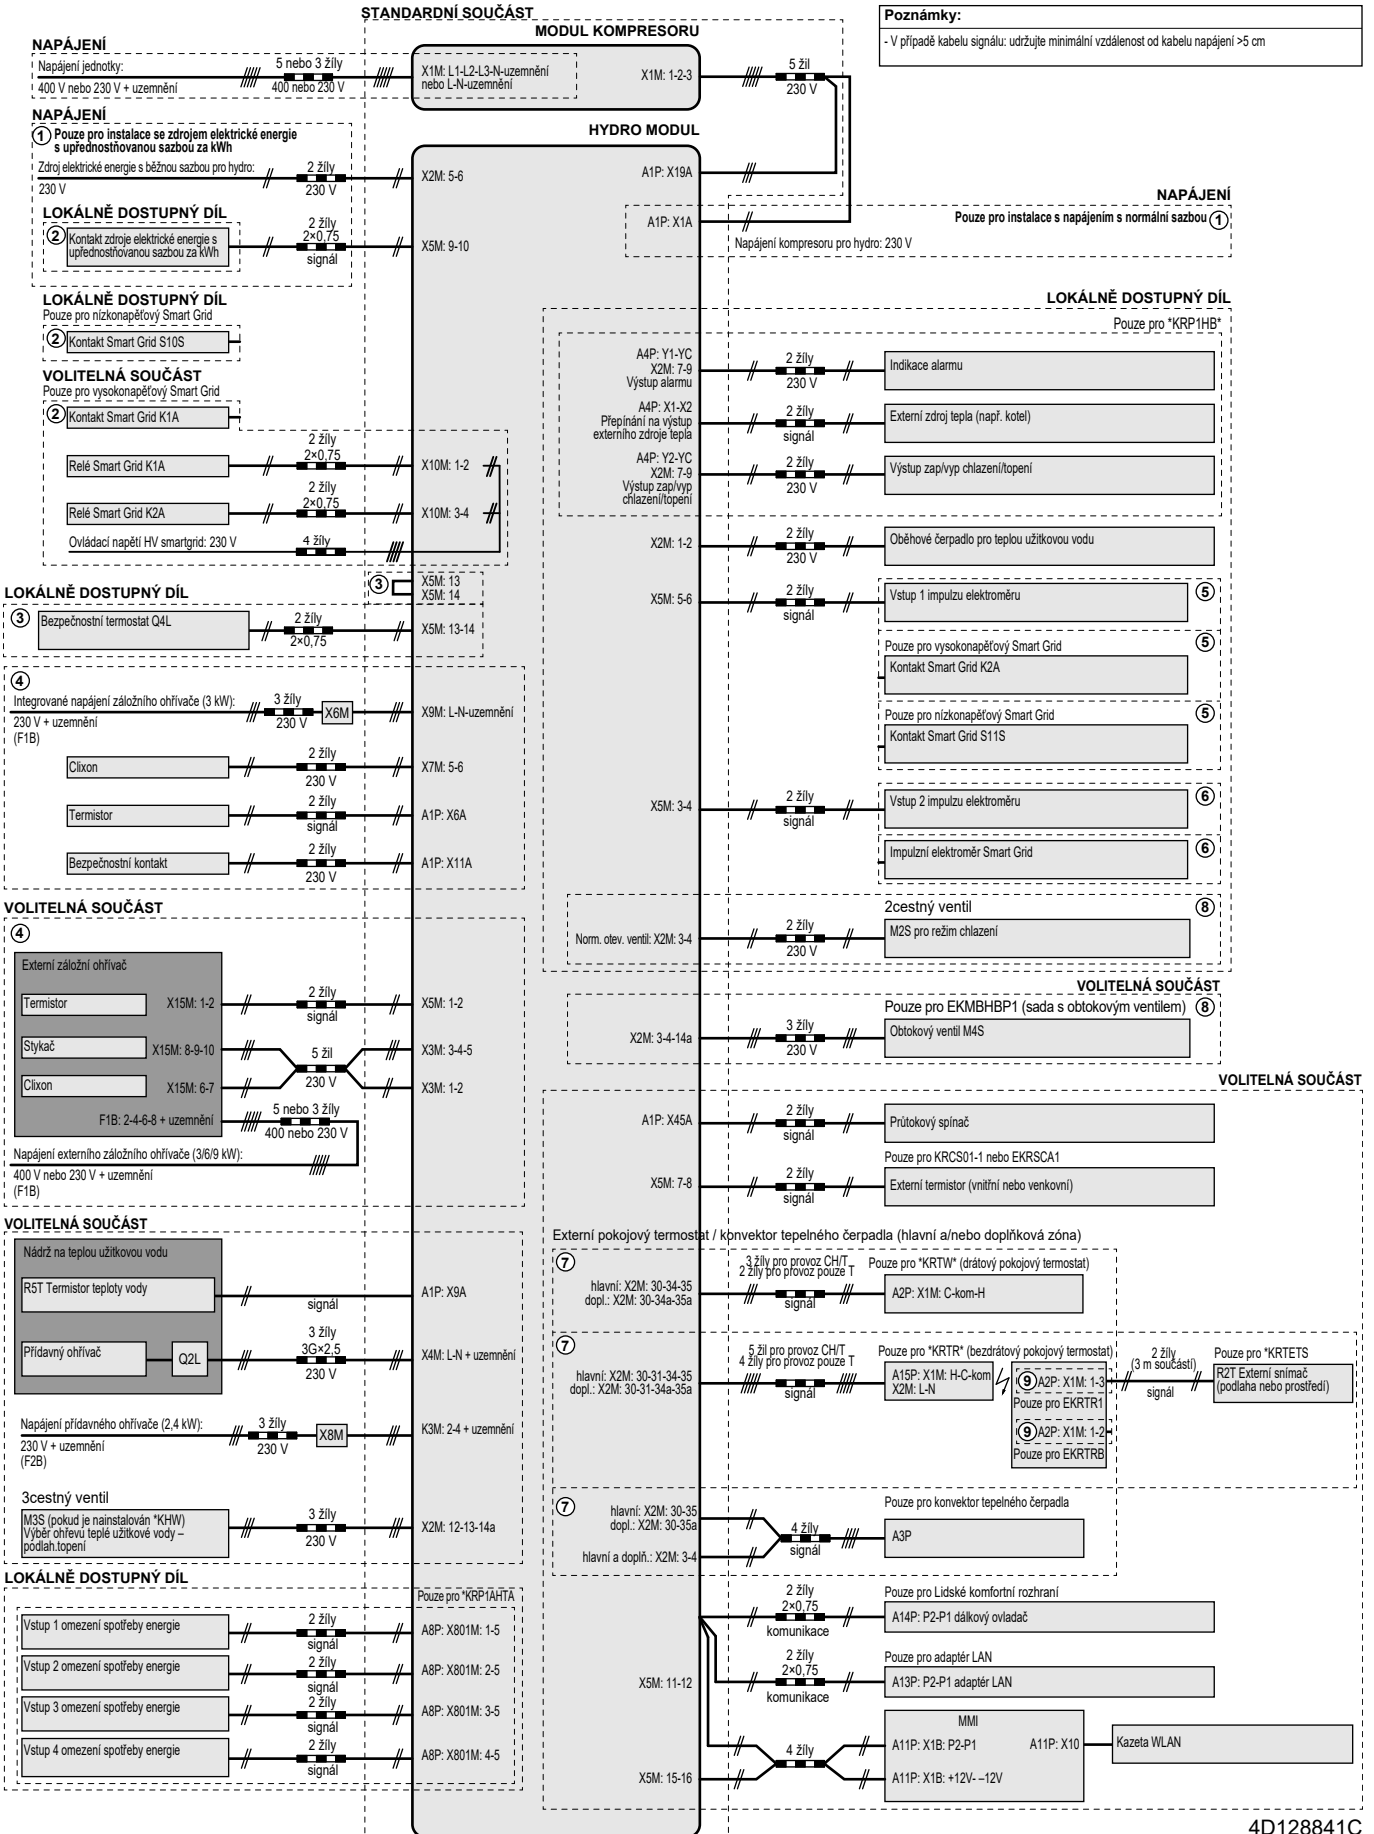 STANDARDNÍ SOUČÁST
Poznámky:
- V případě kabelu signálu: udržujte minimální vzdálenost od kabelu napájení >5 cm
MODUL KOMPRESORU
NAPÁJENÍ
Napájení jednotky:
400 V nebo 230 V + uzemnění
5 nebo 3 žíly
400 nebo 230 V
X1M: L1-L2-L3-N-uzemnění
nebo L-N-uzemnění
X1M: 1-2-3
5 žil
230 V
NAPÁJENÍ
1 Pouze pro instalace se zdrojem elektrické energie
s upřednostňovanou sazbou za kWh
Zdroj elektrické energie s běžnou sazbou pro hydro:
230 V
2 žíly
230 V
X2M: 5-6
LOKÁLNĚ DOSTUPNÝ DÍL
2 Kontakt zdroje elektrické energie s
upřednostňovanou sazbou za kWh
2 žíly
2×0,75
signál
X5M: 9-10
HYDRO MODUL
A1P: X19A
A1P: X1A
NAPÁJENÍ
Pouze pro instalace s napájením s normální sazbou 1
Napájení kompresoru pro hydro: 230 V
LOKÁLNĚ DOSTUPNÝ DÍL
Pouze pro nízkonapěťový Smart Grid
2 Kontakt Smart Grid S10S
VOLITELNÁ SOUČÁST
Pouze pro vysokonapěťový Smart Grid
2 Kontakt Smart Grid K1A
Relé Smart Grid K1A
2 žíly
2×0,75
X10M: 1-2
Relé Smart Grid K2A
2 žíly
2×0,75
X10M: 3-4
Ovládací napětí HV smartgrid: 230 V
4 žíly
3
X5M: 13
X5M: 14
LOKÁLNĚ DOSTUPNÝ DÍL
3 Bezpečnostní termostat Q4L
2 žíly
2×0,75
X5M: 13-14
4
Integrované napájení záložního ohřívače (3 kW):
230 V + uzemnění
(F1B)
3 žíly
230 V
X6M
X9M: L-N-uzemnění
Clixon
2 žíly
230 V
X7M: 5-6
Termistor
2 žíly
signál
A1P: X6A
Bezpečnostní kontakt
2 žíly
230 V
A1P: X11A
VOLITELNÁ SOUČÁST
4
Externí záložní ohřívač
Termistor
X15M: 1-2
2 žíly
signál
X5M: 1-2
Stykač
X15M: 8-9-10
5 žil
230 V
X3M: 3-4-5
Clixon
X15M: 6-7
X3M: 1-2
F1B: 2-4-6-8 + uzemnění
5 nebo 3 žíly
400 nebo 230 V
Napájení externího záložního ohřívače (3/6/9 kW):
400 V nebo 230 V + uzemnění
(F1B)
VOLITELNÁ SOUČÁST
Nádrž na teplou užitkovou vodu
R5T Termistor teploty vody
signál
A1P: X9A
Přídavný ohřívač
Q2L
3 žíly
3G×2,5
230 V
X4M: L-N + uzemnění
Napájení přídavného ohřívače (2,4 kW):
230 V + uzemnění
(F2B)
3 žíly
230 V
X8M
K3M: 2-4 + uzemnění
3cestný ventil
M3S (pokud je nainstalován *KHW)
Výběr ohřevu teplé užitkové vody –
podlah.topení
3 žíly
230 V
X2M: 12-13-14a
LOKÁLNĚ DOSTUPNÝ DÍL
Pouze pro *KRP1AHTA
Vstup 1 omezení spotřeby energie
2 žíly
signál
A8P: X801M: 1-5
Vstup 2 omezení spotřeby energie
2 žíly
signál
A8P: X801M: 2-5
Vstup 3 omezení spotřeby energie
2 žíly
signál
A8P: X801M: 3-5
Vstup 4 omezení spotřeby energie
2 žíly
signál
A8P: X801M: 4-5
LOKÁLNĚ DOSTUPNÝ DÍL
Pouze pro *KRP1HB*
A4P: Y1-YC
X2M: 7-9
Výstup alarmu
2 žíly
230 V
Indikace alarmu
A4P: X1-X2
Přepínání na výstup
externího zdroje tepla
2 žíly
signál
Externí zdroj tepla (např. kotel)
A4P: Y2-YC
X2M: 7-9
Výstup zap/vyp
chlazení/topení
2 žíly
230 V
Výstup zap/vyp chlazení/topení
X2M: 1-2
2 žíly
230 V
Oběhové čerpadlo pro teplou užitkovou vodu
X5M: 5-6
2 žíly
signál
Vstup 1 impulzu elektroměru
5
Pouze pro vysokonapěťový Smart Grid
5
Kontakt Smart Grid K2A
Pouze pro nízkonapěťový Smart Grid
5
Kontakt Smart Grid S11S
X5M: 3-4
2 žíly
signál
Vstup 2 impulzu elektroměru
6
Impulzní elektroměr Smart Grid
6
2cestný ventil
8
Norm. otev. ventil: X2M: 3-4
2 žíly
230 V
M2S pro režim chlazení
VOLITELNÁ SOUČÁST
Pouze pro EKMBHBP1 (sada s obtokovým ventilem) 8
X2M: 3-4-14a
3 žíly
230 V
Obtokový ventil M4S
VOLITELNÁ SOUČÁST
A1P: X45A
2 žíly
signál
Průtokový spínač
Pouze pro KRCS01-1 nebo EKRSCA1
X5M: 7-8
2 žíly
signál
Externí termistor (vnitřní nebo venkovní)
Externí pokojový termostat / konvektor tepelného čerpadla (hlavní a/nebo doplňková zóna)
7
hlavní: X2M: 30-34-35
dopl.: X2M: 30-34a-35a
3 žíly pro provoz CH/T
2 žíly pro provoz pouze T
signál
Pouze pro *KRTW* (drátový pokojový termostat)
A2P: X1M: C-kom-H
7
hlavní: X2M: 30-31-34-35
dopl.: X2M: 30-31-34a-35a
5 žil pro provoz CH/T
4 žíly pro provoz pouze T
signál
Pouze pro *KRTR* (bezdrátový pokojový termostat)
A15P: X1M: H-C-kom
X2M: L-N
9 A2P: X1M: 1-3
Pouze pro EKRTR1
9 A2P: X1M: 1-2
Pouze pro EKRTRB
2 žíly
(3 m součástí)
signál
Pouze pro *KRTETS
R2T Externí snímač
(podlaha nebo prostředí)
7
hlavní: X2M: 30-35
dopl.: X2M: 30-35a
hlavní a doplň.: X2M: 3-4
4 žíly
signál
Pouze pro konvektor tepelného čerpadla
A3P
2 žíly
2×0,75
komunikace
Pouze pro Lidské komfortní rozhraní
A14P: P2-P1 dálkový ovladač
X5M: 11-12
2 žíly
2×0,75
komunikace
Pouze pro adaptér LAN
A13P: P2-P1 adaptér LAN
X5M: 15-16
4 žíly
MMI
A11P: X1B: P2-P1
A11P: X10
A11P: X1B: +12V- –12V
Kazeta WLAN
4D128841C